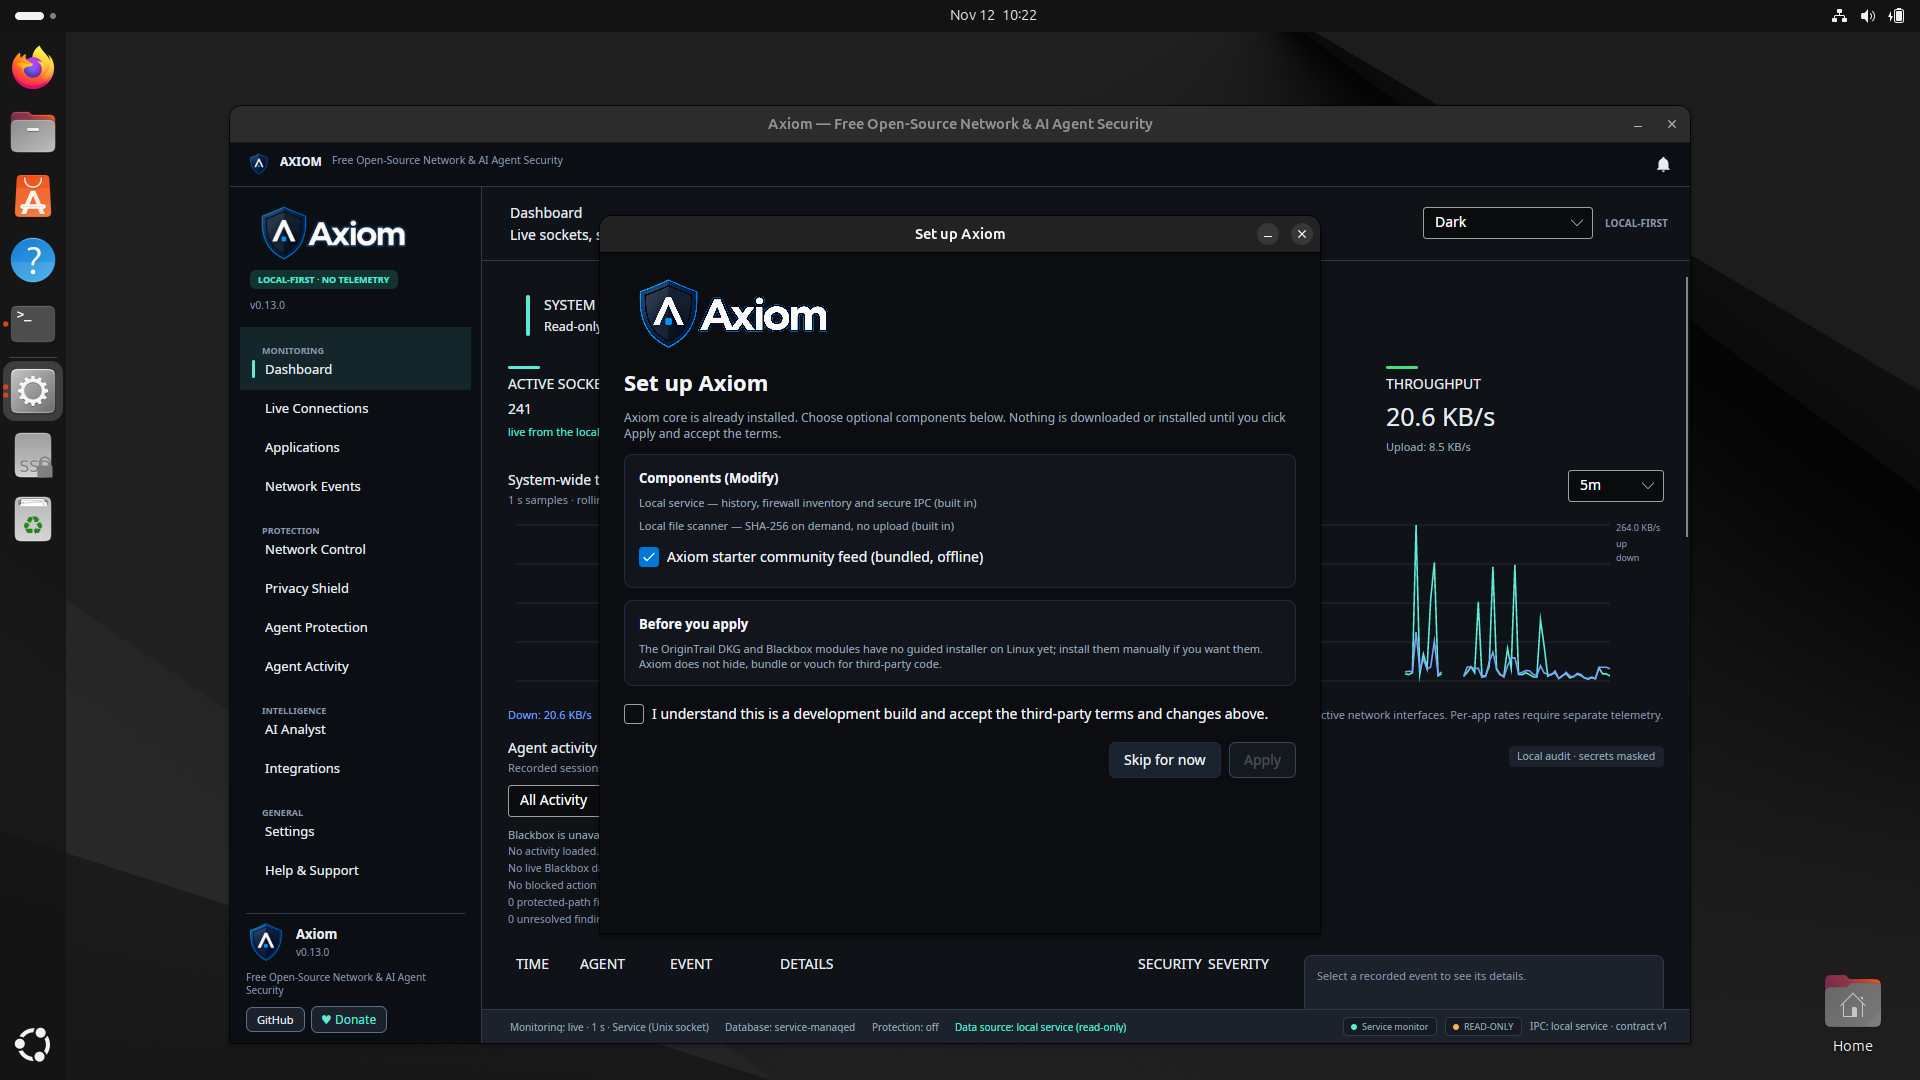 Nov 12 10:22
Axiom — Free Open-Source Network & AI Agent Security
AXIOM Free Open-Source Network & AI Agent Security
Axiom
LOCAL-FIRST · NO TELEMETRY
v0.13.0
MONITORING
Dashboard
Live Connections
Applications
Network Events
PROTECTION
Network Control
Privacy Shield
Agent Protection
Agent Activity
INTELLIGENCE
AI Analyst
Integrations
GENERAL
Settings
Help & Support
Axiom
v0.13.0
Free Open-Source Network & AI Agent
Security
GitHub
♥ Donate
Dashboard
Live sockets,
Dark
LOCAL-FIRST
SYSTEM
Read-only
ACTIVE SOCKE
241
live from the local
THROUGHPUT
20.6 KB/s
Upload: 8.5 KB/s
System-wide t
1 s samples · rollin
5m
264.0 KB/s
up
down
Down: 20.6 KB/s
ctive network interfaces. Per-app rates require separate telemetry.
Agent activity
Recorded session
Local audit · secrets masked
All Activity
Blackbox is unava
No activity loaded.
No live Blackbox da
No blocked action
0 protected-path fi
0 unresolved findin
TIME AGENT EVENT DETAILS SECURITY SEVERITY
Select a recorded event to see its details.
Monitoring: live · 1 s · Service (Unix socket) Database: service-managed Protection: off Data source: local service (read-only)
Service monitor
READ-ONLY
IPC: local service · contract v1
Set up Axiom
Axiom
Set up Axiom
Axiom core is already installed. Choose optional components below. Nothing is downloaded or installed until you click
Apply and accept the terms.
Components (Modify)
Local service — history, firewall inventory and secure IPC (built in)
Local file scanner — SHA-256 on demand, no upload (built in)
Axiom starter community feed (bundled, offline)
Before you apply
The OriginTrail DKG and Blackbox modules have no guided installer on Linux yet; install them manually if you want them.
Axiom does not hide, bundle or vouch for third-party code.
I understand this is a development build and accept the third-party terms and changes above.
Skip for now
Apply
Home